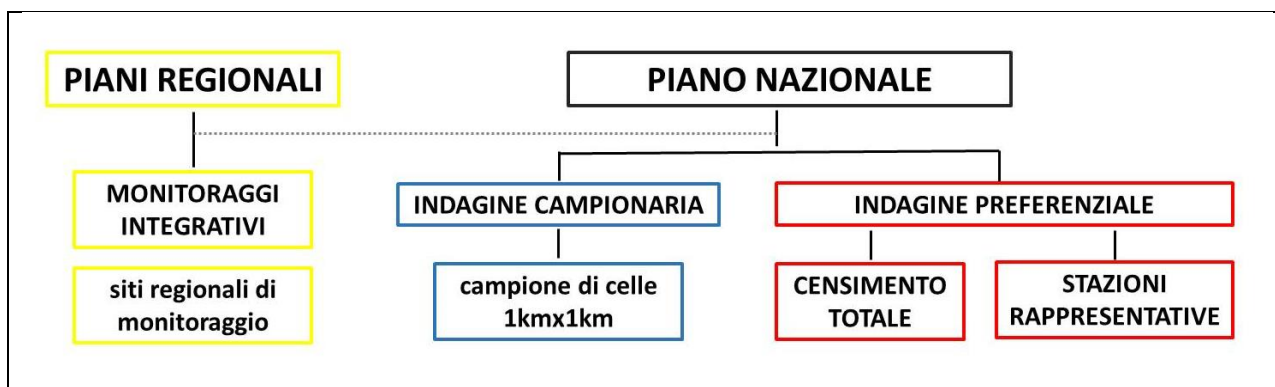 PIANI REGIONALI
PIANO NAZIONALE
MONITORAGGI
INTEGRATIVI
INDAGINE CAMPIONARIA
INDAGINE PREFERENZIALE
siti regionali di
monitoraggio
campione di celle
1kmx1km
CENSIMENTO
TOTALE
STAZIONI
RAPPRESENTATIVE